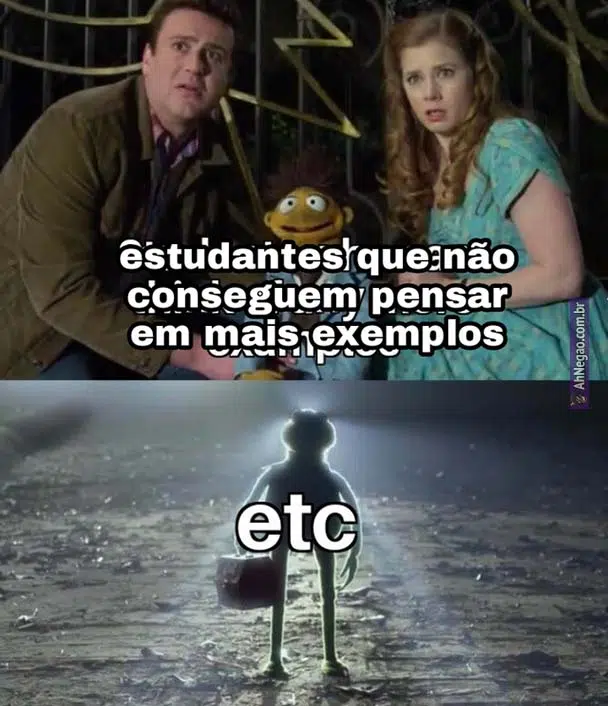 estudantes que não
conseguem pensar
em mais exemplos
AhNegao.com.br
etc